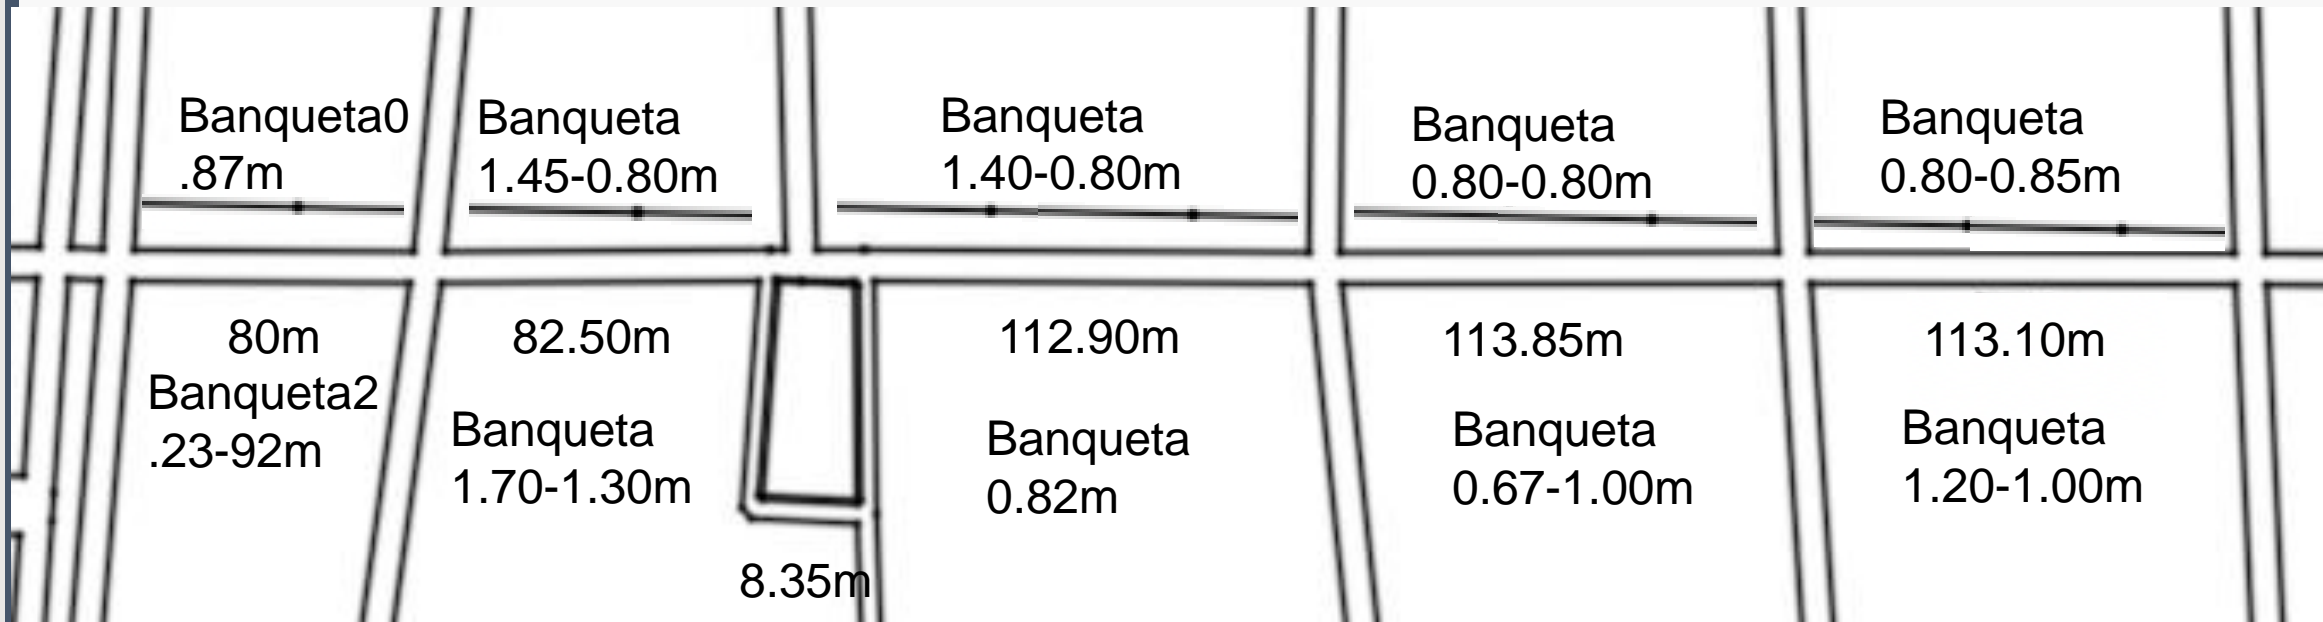 Banqueta0
.87m
Banqueta
1.45-0.80m
Banqueta
1.40-0.80m
Banqueta
0.80-0.80m
Banqueta
0.80-0.85m
80m
Banqueta2
.23-92m
82.50m
Banqueta
1.70-1.30m
8.35m
112.90m
Banqueta
0.82m
113.85m
Banqueta
0.67-1.00m
113.10m
Banqueta
1.20-1.00m